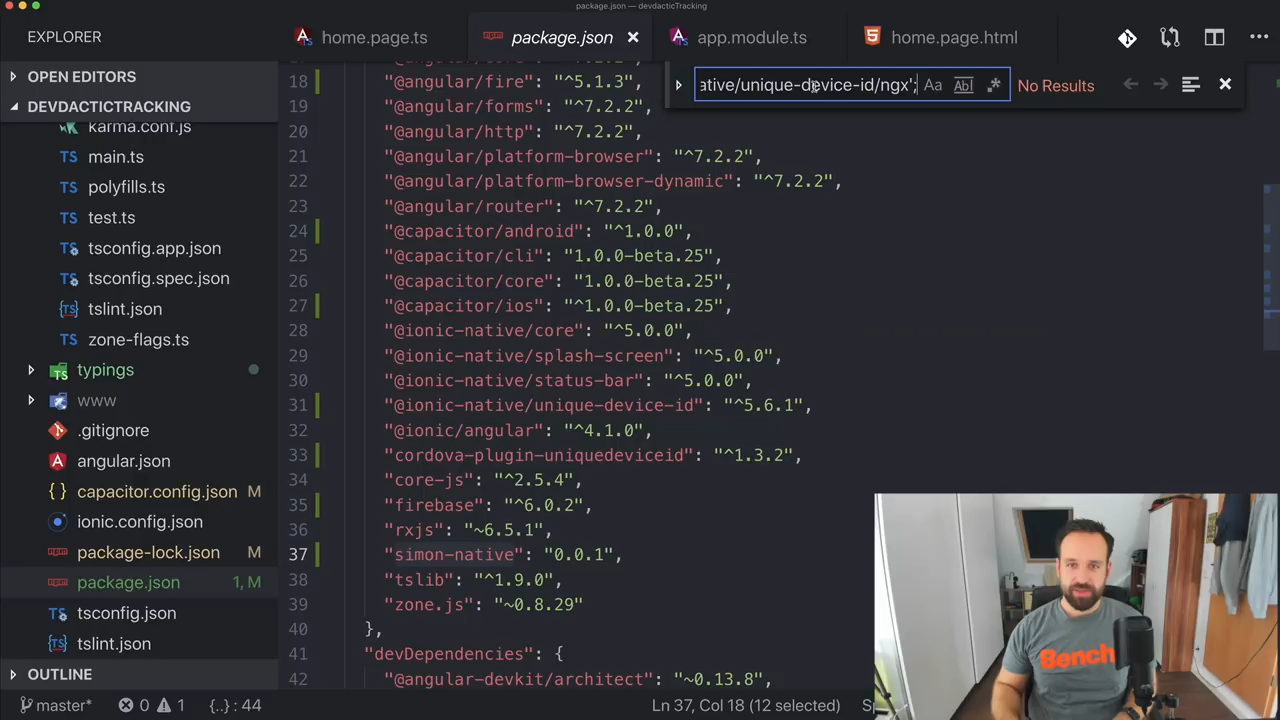 package.json — devdacticTracking
EXPLORER
home.page.ts
package.json
app.module.ts
home.page.html
OPEN EDITORS
ative/unique-device-id/ngx';
Aa
Abl
No Results
DEVDACTICTRACKING
karma.conf.js
TS main.ts
TS polyfills.ts
TS test.ts
TS tsconfig.app.json
TS tsconfig.spec.json
TS tslint.json
TS zone-flags.ts
TS typings
www
.gitignore
angular.json
{} capacitor.config.json M
ionic.config.json
package-lock.json M
package.json 1, M
TS tsconfig.json
TS tslint.json
OUTLINE
18 "@angular/fire": "^5.1.3",
19 "@angular/forms": "^7.2.2",
20 "@angular/http": "^7.2.2",
21 "@angular/platform-browser": "^7.2.2",
22 "@angular/platform-browser-dynamic": "^7.2.2",
23 "@angular/router": "^7.2.2",
24 "@capacitor/android": "^1.0.0",
25 "@capacitor/cli": "1.0.0-beta.25",
26 "@capacitor/core": "1.0.0-beta.25",
27 "@capacitor/ios": "^1.0.0-beta.25",
28 "@ionic-native/core": "^5.0.0",
29 "@ionic-native/splash-screen": "^5.0.0",
30 "@ionic-native/status-bar": "^5.0.0",
31 "@ionic-native/unique-device-id": "^5.6.1",
32 "@ionic/angular": "^4.1.0",
33 "cordova-plugin-uniquedeviceid": "^1.3.2",
34 "core-js": "^2.5.4",
35 "firebase": "^6.0.2",
36 "rxjs": "~6.5.1",
37 "simon-native": "0.0.1",
38 "tslib": "^1.9.0",
39 "zone.js": "~0.8.29"
40 },
41 "devDependencies": {
42 "@angular-devkit/architect": "~0.13.8",
Bench
master*
0
1
{..} : 44
Ln 37, Col 18 (12 selected)